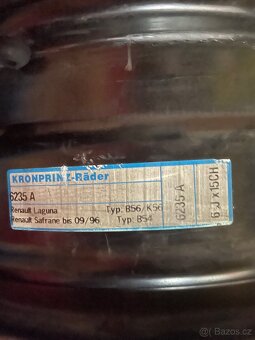 KRONPRINZ-Räder
6235 A
Renault Laguna Typ: B56/K56
Renault Safrane bis 09/96 Typ: B54
6235-A
6 J x 15CH
Sbazoš.cz